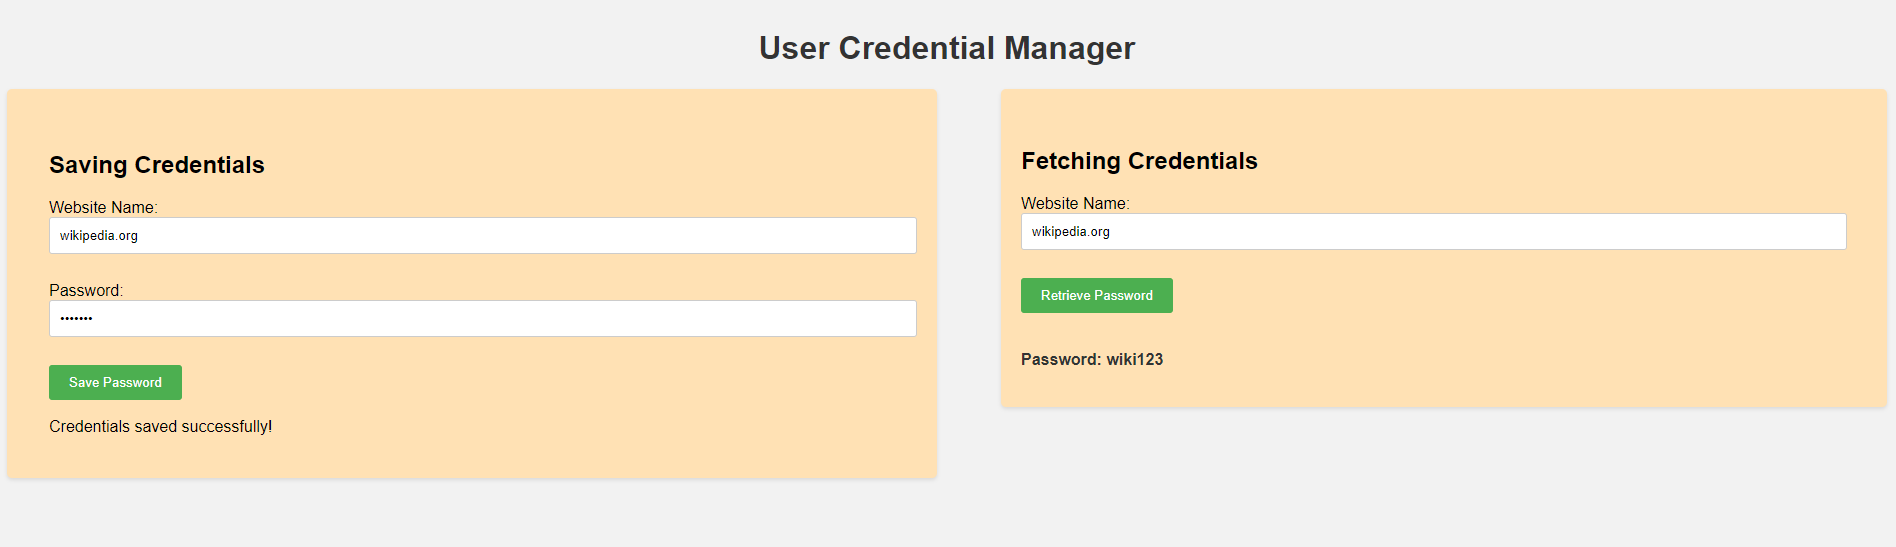 User Credential Manager
Saving Credentials
Website Name:
wikipedia.org
Password:
•••••••
Save Password
Credentials saved successfully!
Fetching Credentials
Website Name:
wikipedia.org
Retrieve Password
Password: wiki123